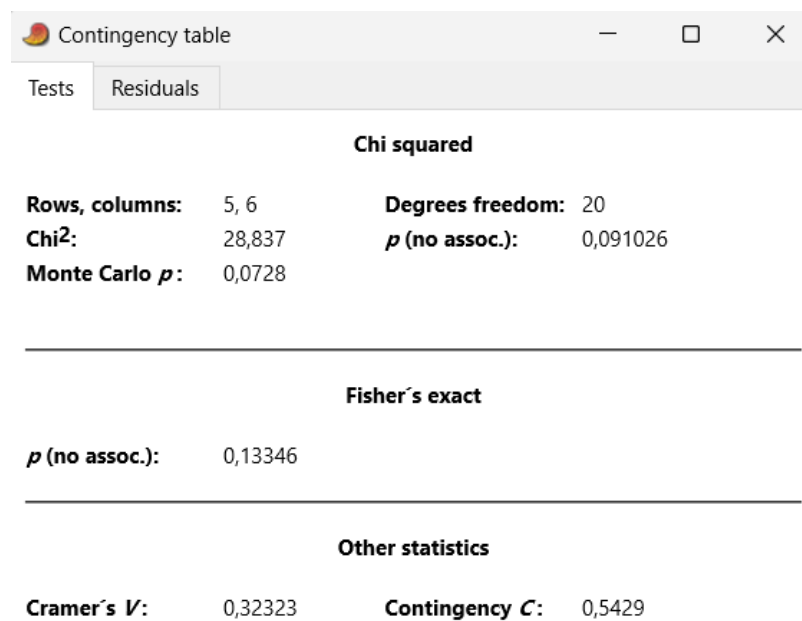 Contingency table
Tests Residuals
Chi squared
Rows, columns: 5, 6 Degrees freedom: 20
Chi2: 28,837 p (no assoc.): 0,091026
Monte Carlo p : 0,0728
Fisher´s exact
p (no assoc.): 0,13346
Other statistics
Cramer´s V : 0,32323 Contingency C : 0,5429